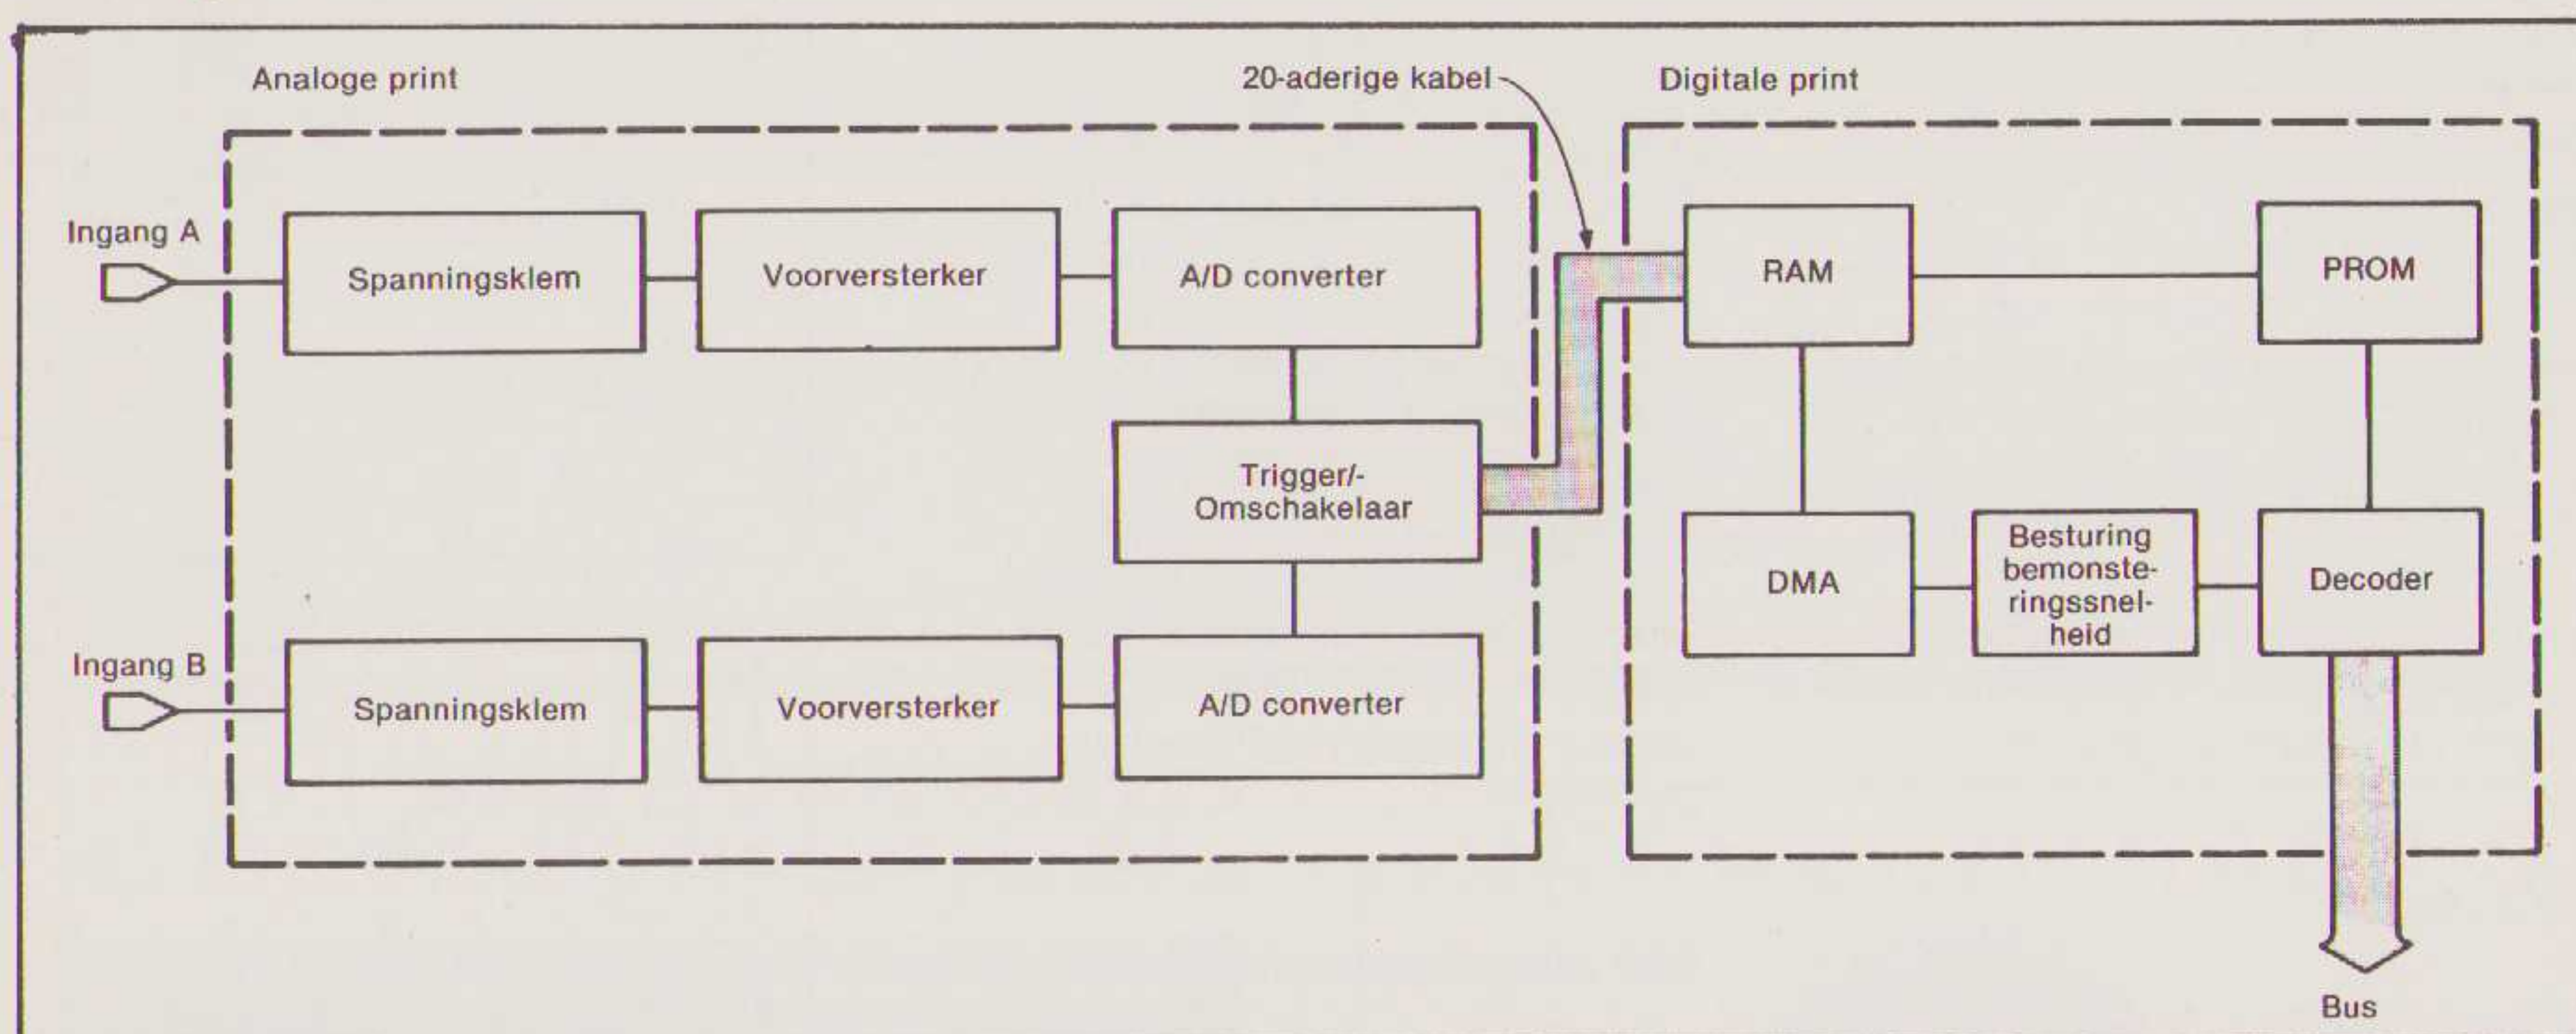 Analoge print
20-aderige kabel
Digitale print
Ingang A
Spanningsklem
Voorversterker
A/D converter
RAM
PROM
Trigger/-
Omschakelaar
DMA
Besturing
bemonste-
ringssnel-
heid
Decoder
Ingang B
Spanningsklem
Voorversterker
A/D converter
Bus